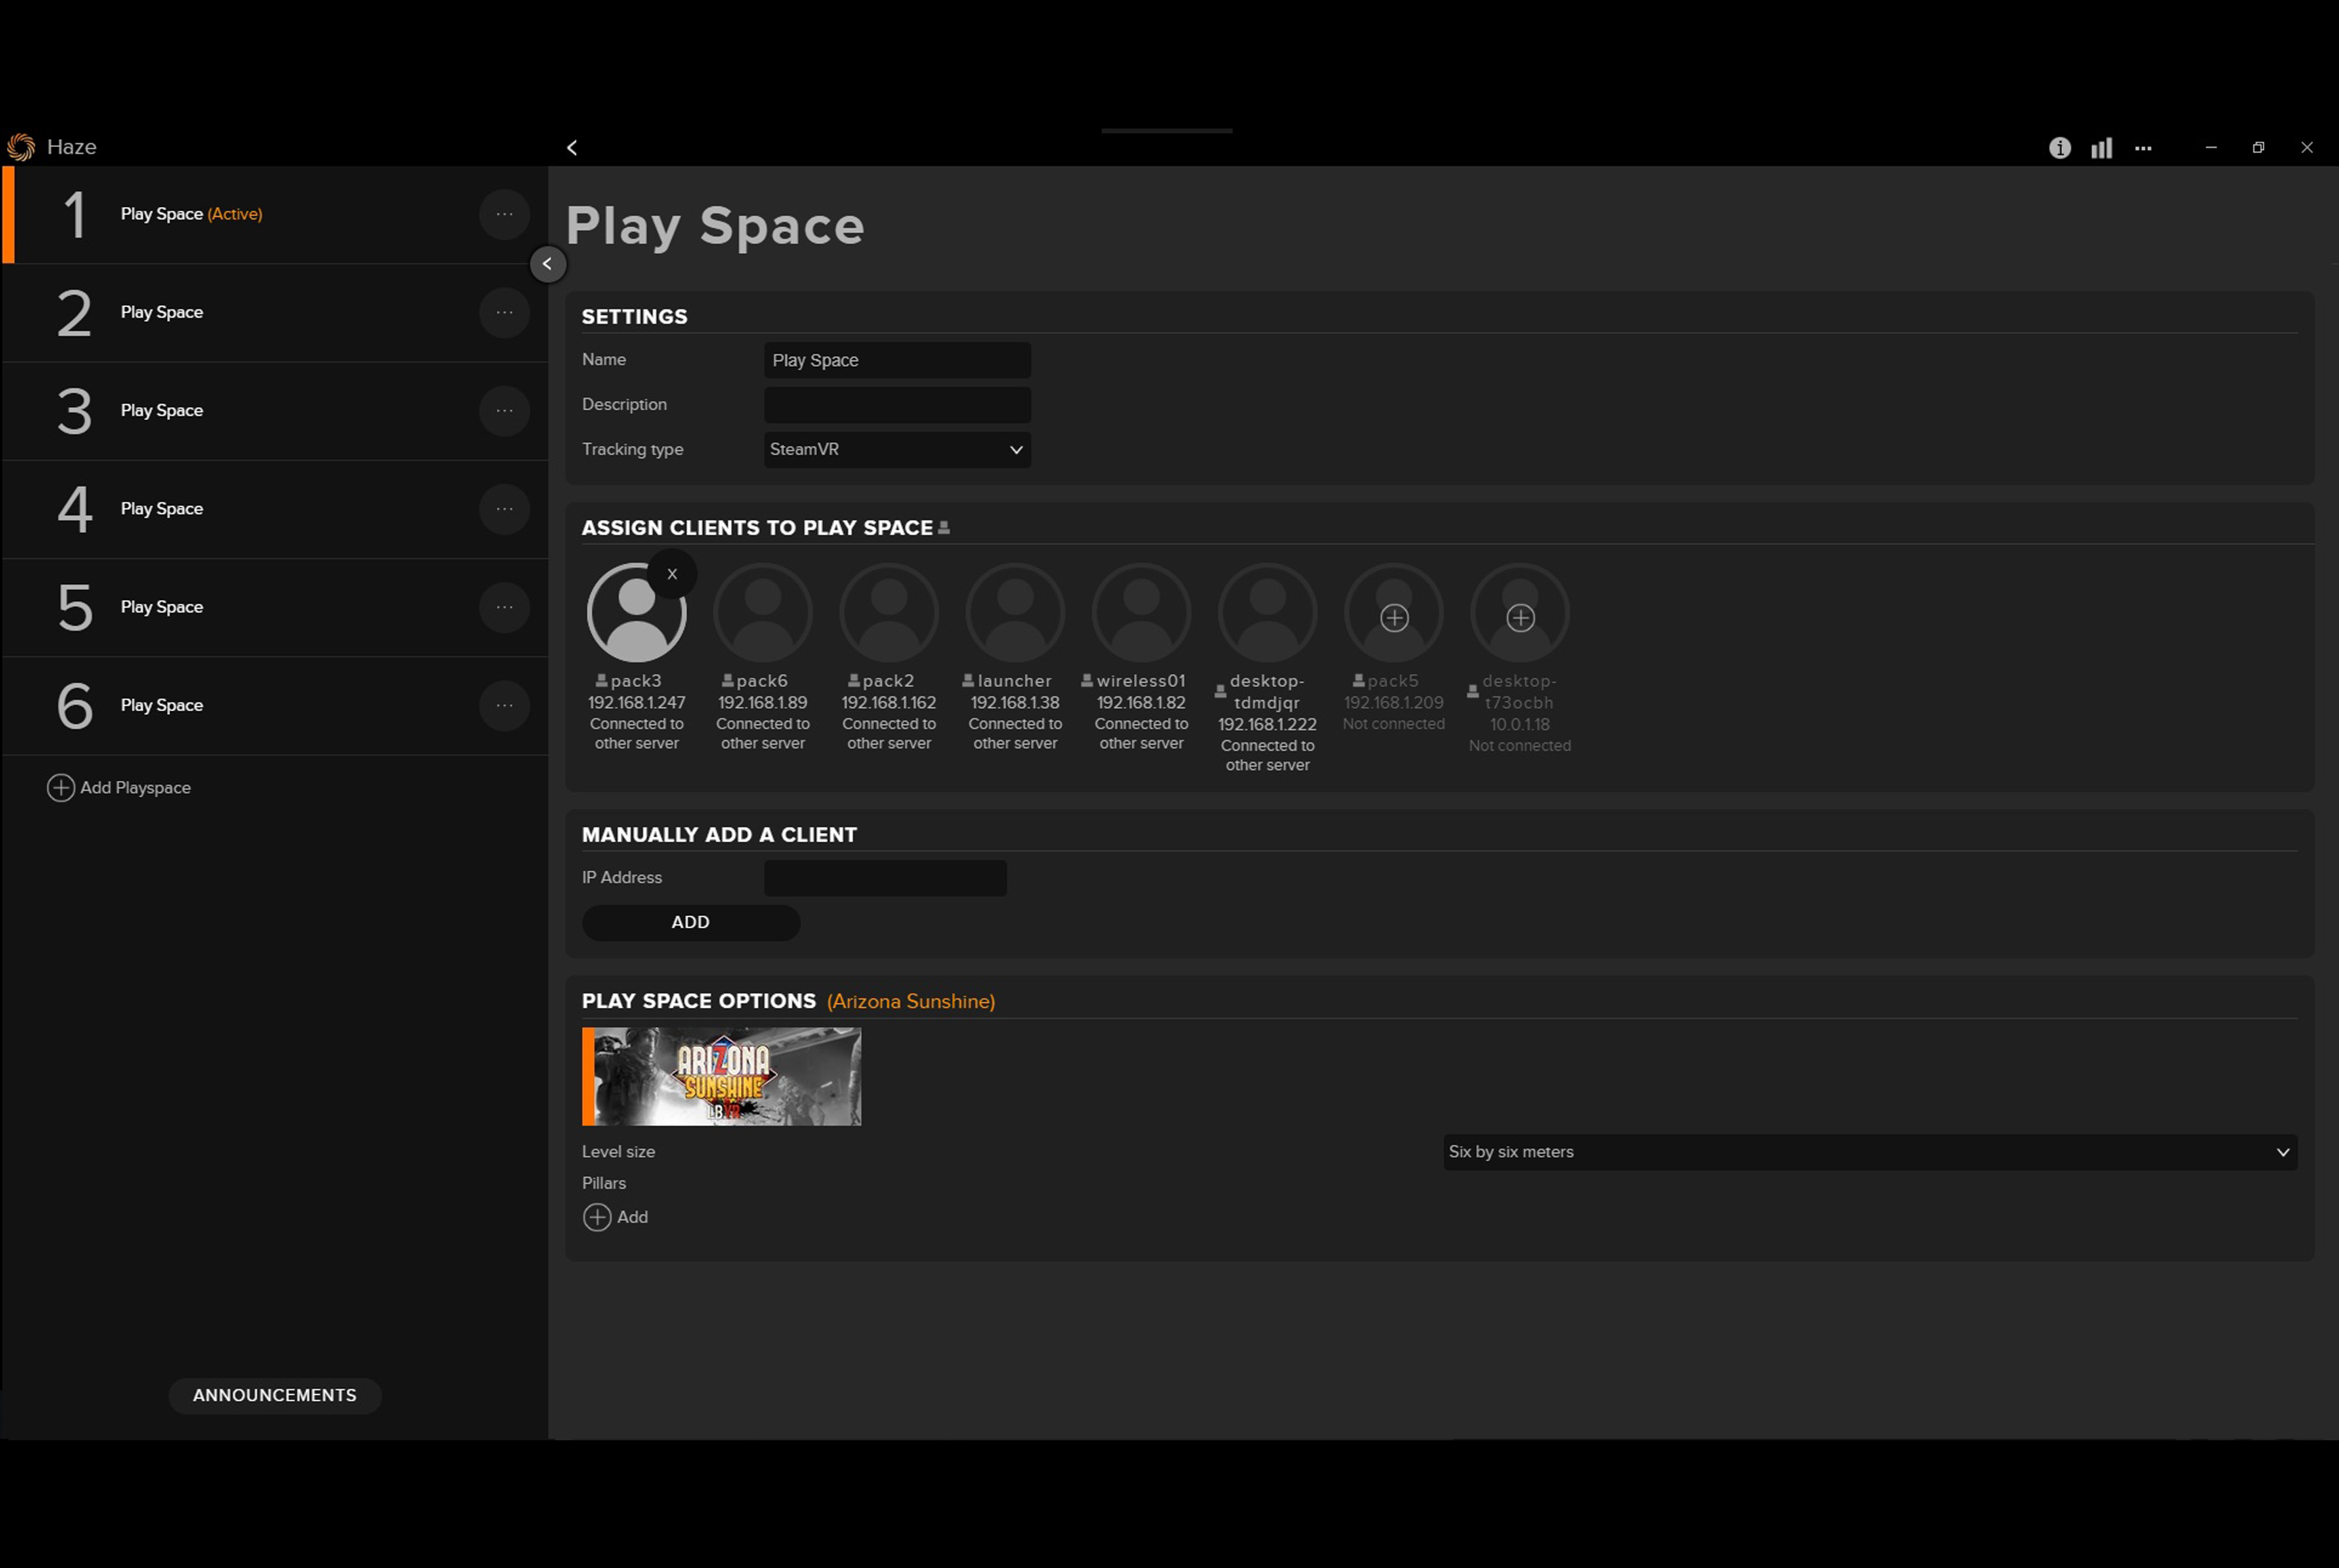 Haze
1
Play Space (Active)
...
2
Play Space
...
3
Play Space
...
4
Play Space
...
5
Play Space
...
6
Play Space
...
Add Playspace
ANNOUNCEMENTS
Play Space
SETTINGS
Name
Play Space
Description
Tracking type
SteamVR
ASSIGN CLIENTS TO PLAY SPACE
x
pack3
192.168.1.247
Connected to
other server
pack6
192.168.1.89
Connected to
other server
pack2
192.168.1.162
Connected to
other server
launcher
192.168.1.38
Connected to
other server
wireless01
192.168.1.82
Connected to
other server
desktop-
tdmdjqr
192.168.1.222
Connected to
other server
pack5
192.168.1.209
Not connected
desktop-
t73ocbh
10.0.1.18
Not connected
MANUALLY ADD A CLIENT
IP Address
ADD
PLAY SPACE OPTIONS (Arizona Sunshine)
ARIZONA
SUNSHINE
LBVR
Level size
Six by six meters
Pillars
Add